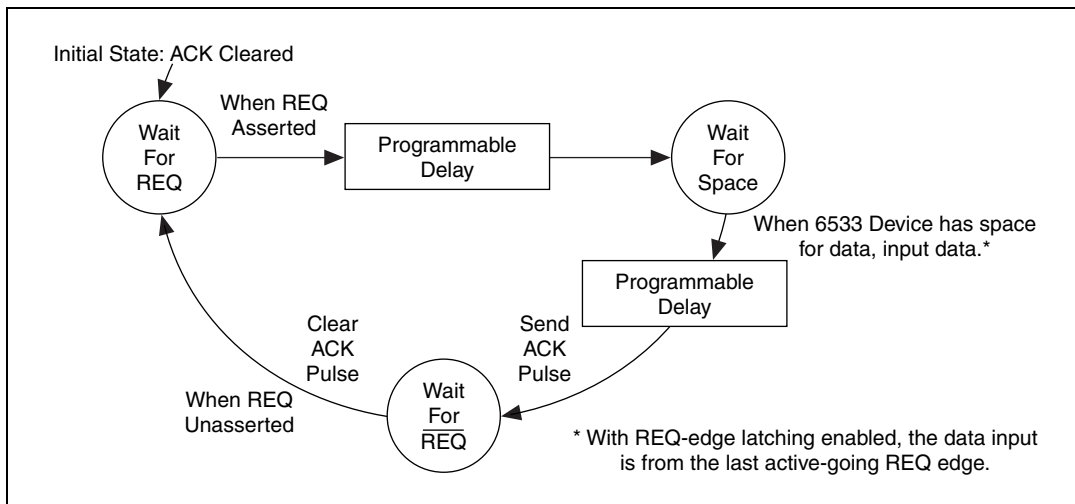 Initial State: ACK Cleared
When REQ
Asserted
Wait
For
REQ
Programmable
Delay
Wait
For
Space
When 6533 Device has space
for data, input data.*
Programmable
Delay
Send
ACK
Pulse
Clear
ACK
Pulse
When REQ
Unasserted
Wait
For
R̅E̅Q̅
* With REQ-edge latching enabled, the data input
is from the last active-going REQ edge.